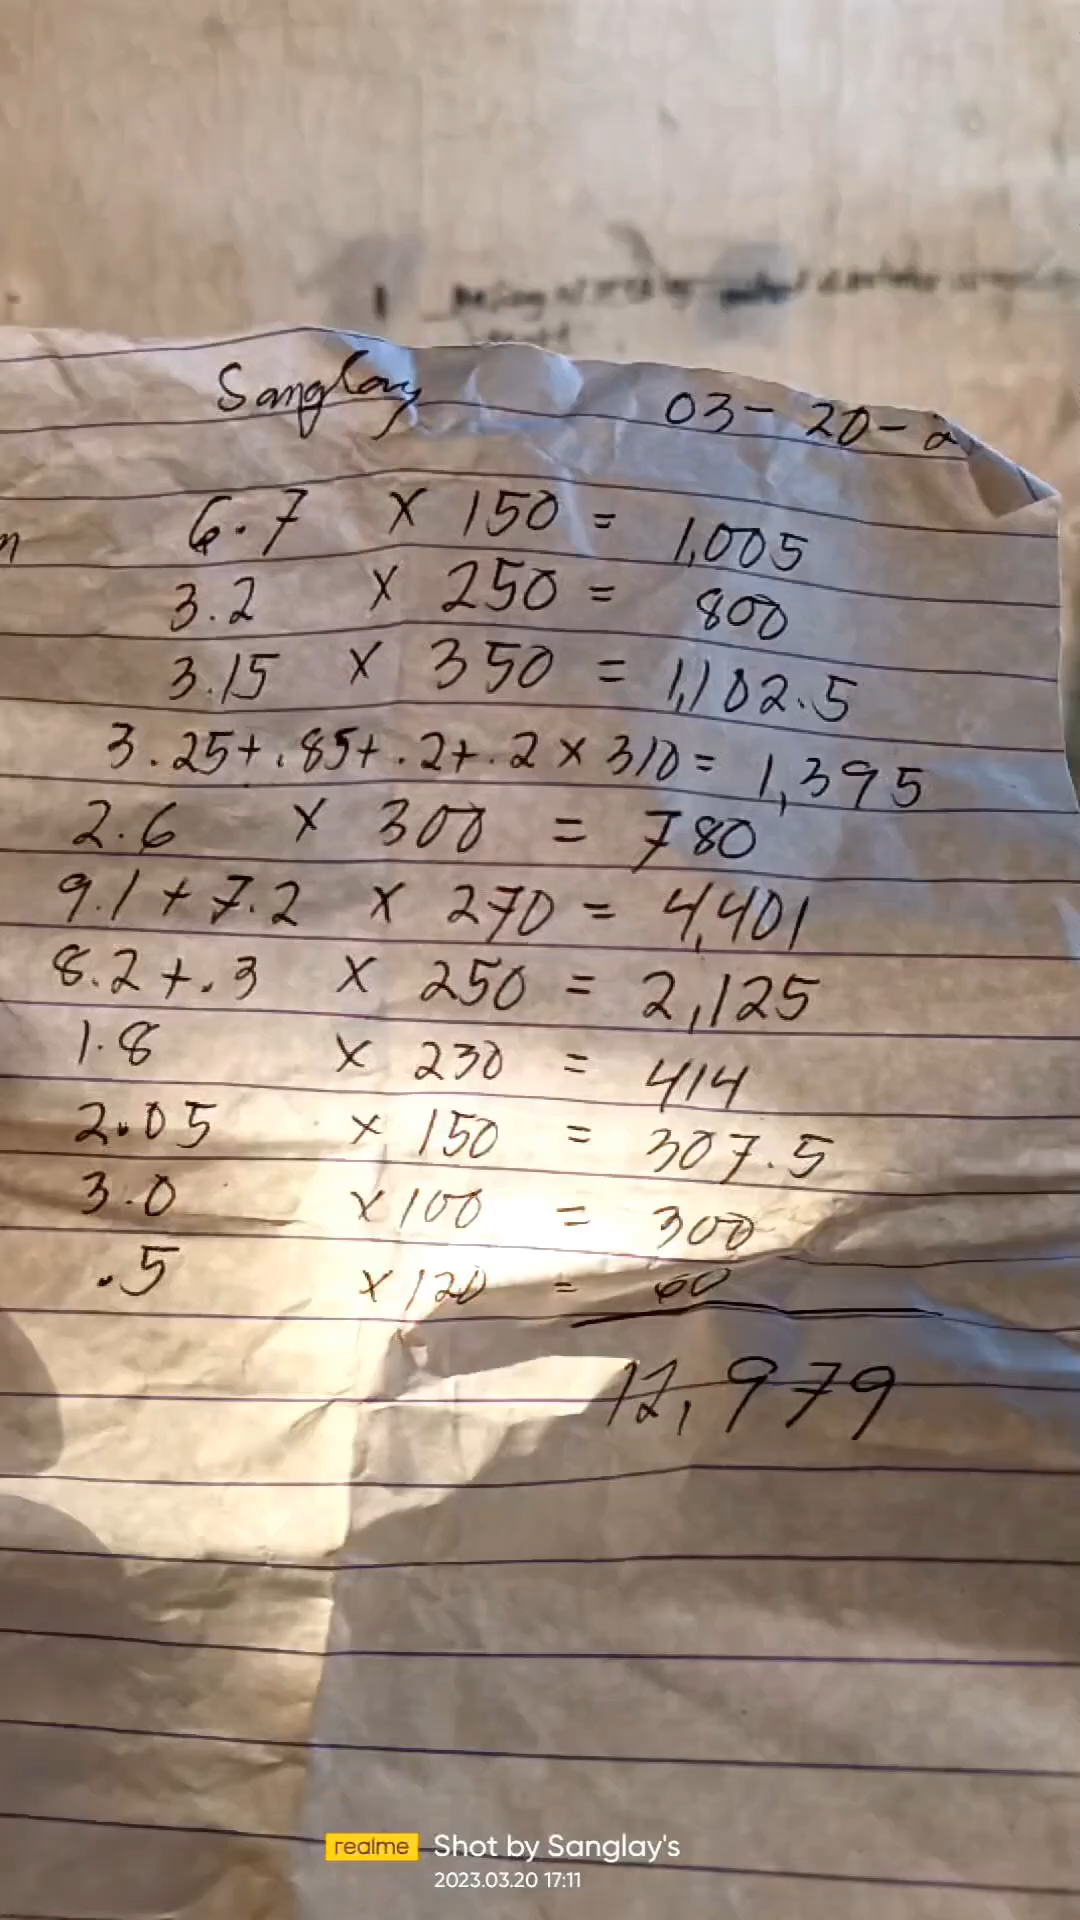 Sanglay 03-20-2
6.7 x 150 = 1,005
3.2 x 250 = 800
3.15 x 350 = 1,102.5
3.25+.85+.2+.2 x 310 = 1,395
2.6 x 300 = 780
9.1+7.2 x 270 = 4,401
8.2+.3 x 250 = 2,125
1.8 x 230 = 414
2.05 x 150 = 307.5
3.0 x 100 = 300
.5 x 120 = 60
12,979
realme Shot by Sanglay's
2023.03.20 17:11